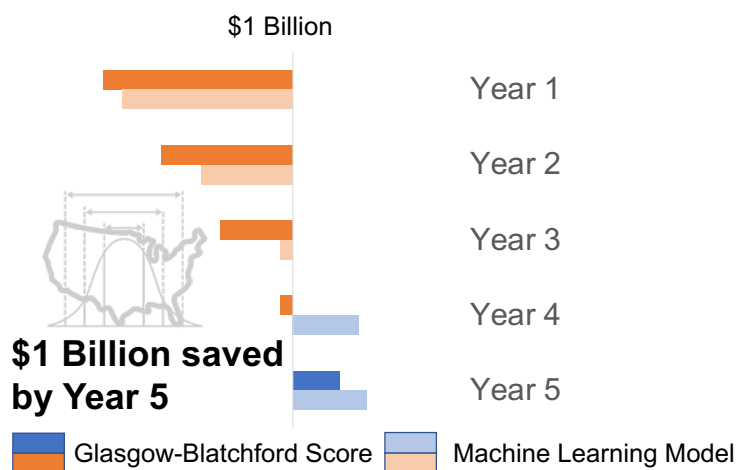 $1 Billion
Year 1
Year 2
Year 3
Year 4
$1 Billion saved
by Year 5
Year 5
Glasgow-Blatchford Score
Machine Learning Model